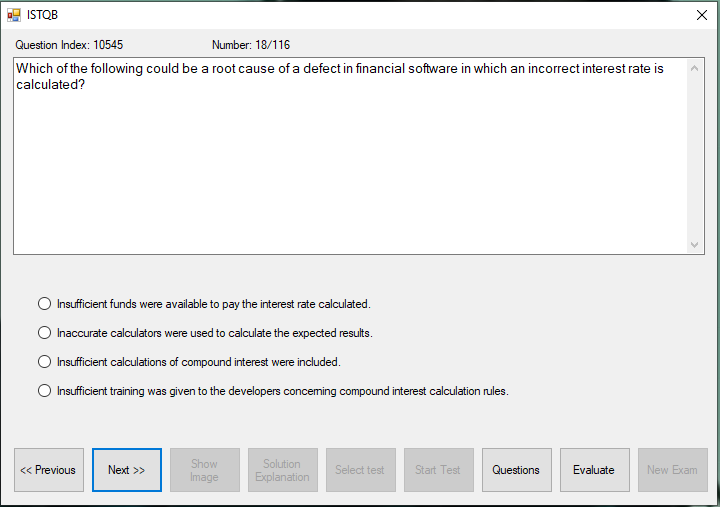 ISTQB
Question Index: 10545 Number: 18/116
Which of the following could be a root cause of a defect in financial software in which an incorrect interest rate is
calculated?
Insufficient funds were available to pay the interest rate calculated.
Inaccurate calculators were used to calculate the expected results.
Insufficient calculations of compound interest were included.
Insufficient training was given to the developers concerning compound interest calculation rules.
<< Previous
Next >>
Show
Image
Solution
Explanation
Select test
Start Test
Questions
Evaluate
New Exam